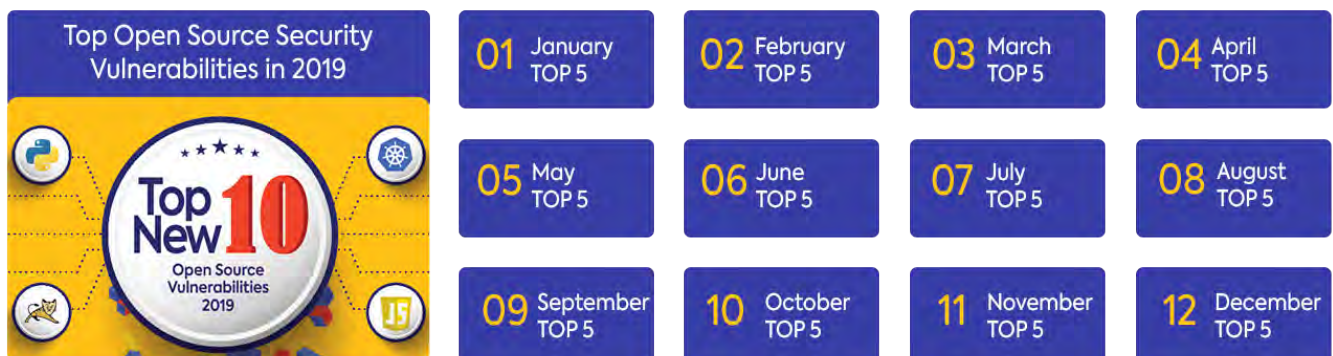 Top Open Source Security
Vulnerabilities in 2019
Top
New 10
Open Source
Vulnerabilities
2019
JS
01 January
TOP 5
02 February
TOP 5
03 March
TOP 5
04 April
TOP 5
05 May
TOP 5
06 June
TOP 5
07 July
TOP 5
08 August
TOP 5
09 September
TOP 5
10 October
TOP 5
11 November
TOP 5
12 December
TOP 5